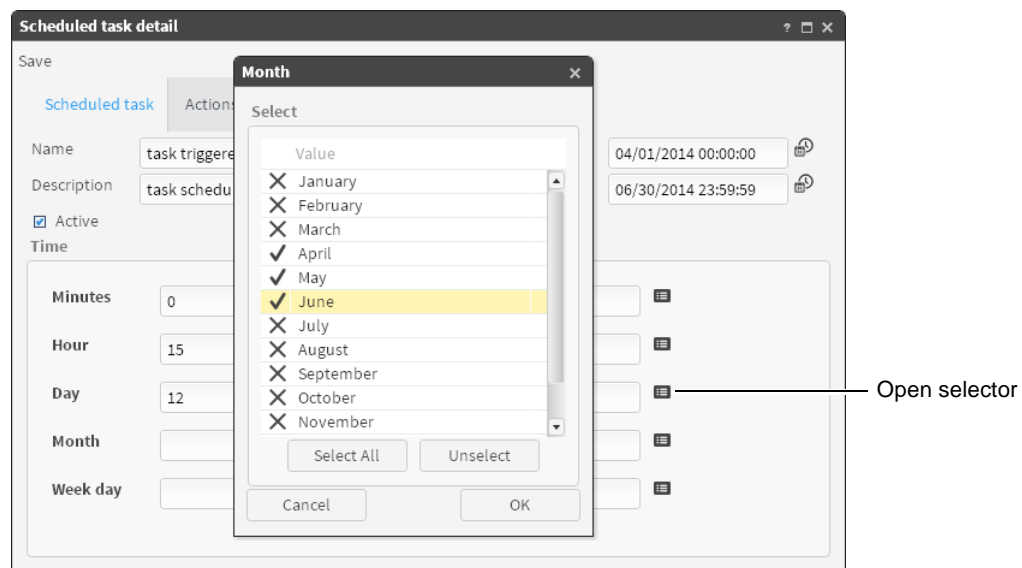 Scheduled task detail
Save
Scheduled task Actions
Name task triggere 04/01/2014 00:00:00
Description task schedu 06/30/2014 23:59:59
Active
Time
Minutes 0
Hour 15
Day 12
Month
Week day
Month
Select
Value
January
February
March
April
May
June
July
August
September
October
November
Select All Unselect
Cancel OK
Open selector